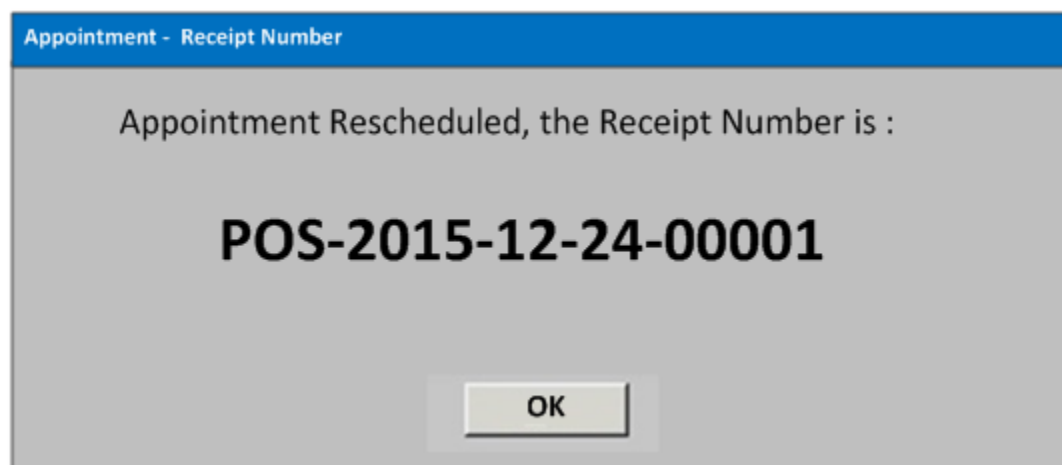 Appointment - Receipt Number
Appointment Rescheduled, the Receipt Number is :
POS-2015-12-24-00001
OK